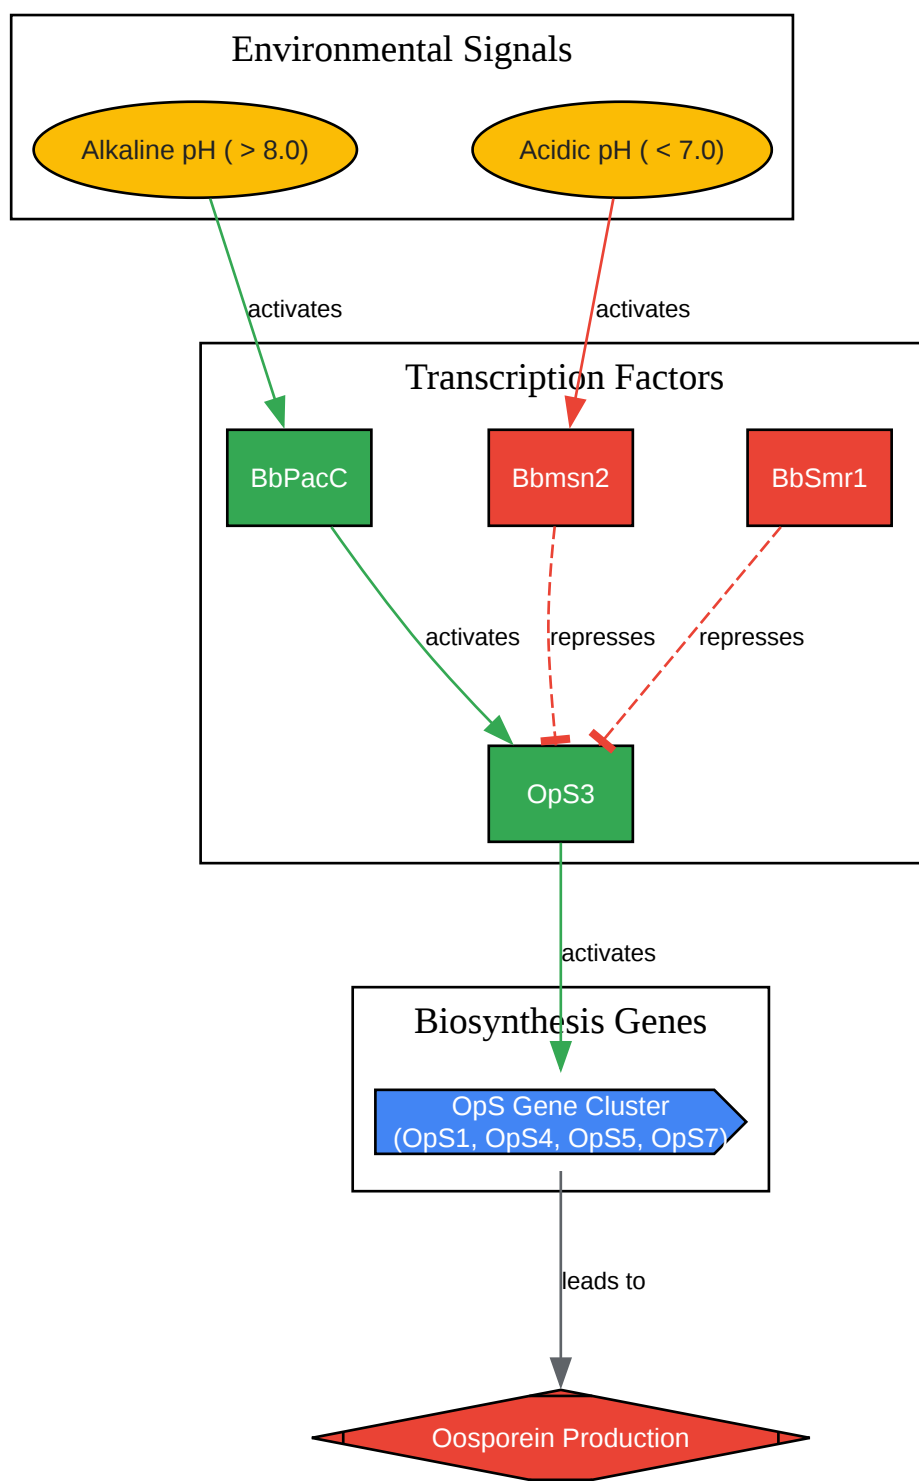 Environmental Signals
Alkaline pH ( > 8.0)
Acidic pH ( < 7.0)
activates
activates
Transcription Factors
BbPacC
Bbmsn2
BbSmr1
activates
represses
represses
OpS3
activates
Biosynthesis Genes
OpS Gene Cluster
(OpS1, OpS4, OpS5, OpS7)
leads to
Oosporein Production